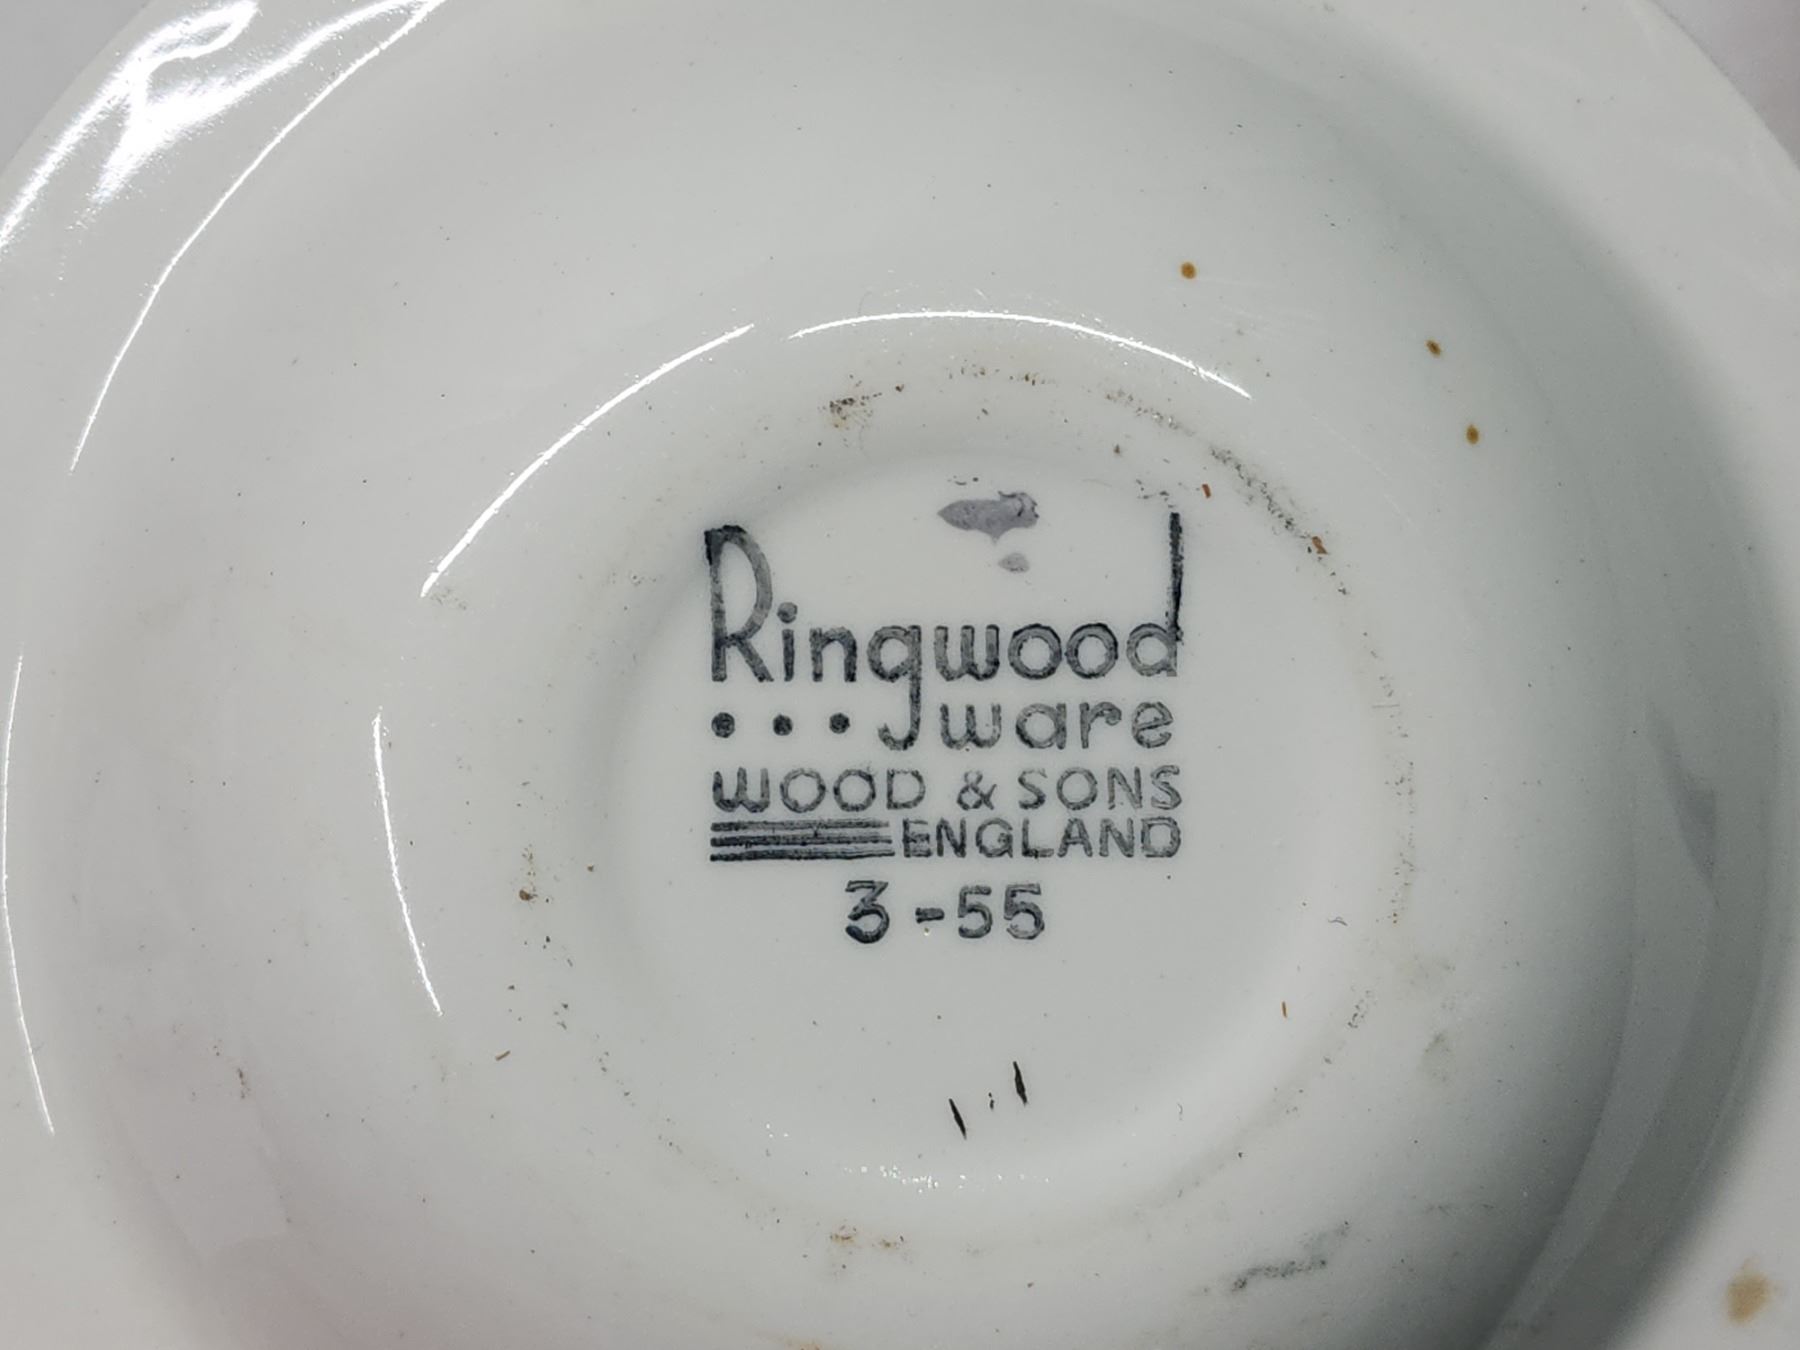 Ringwood
... ware
WOOD & SONS
ENGLAND
3-55